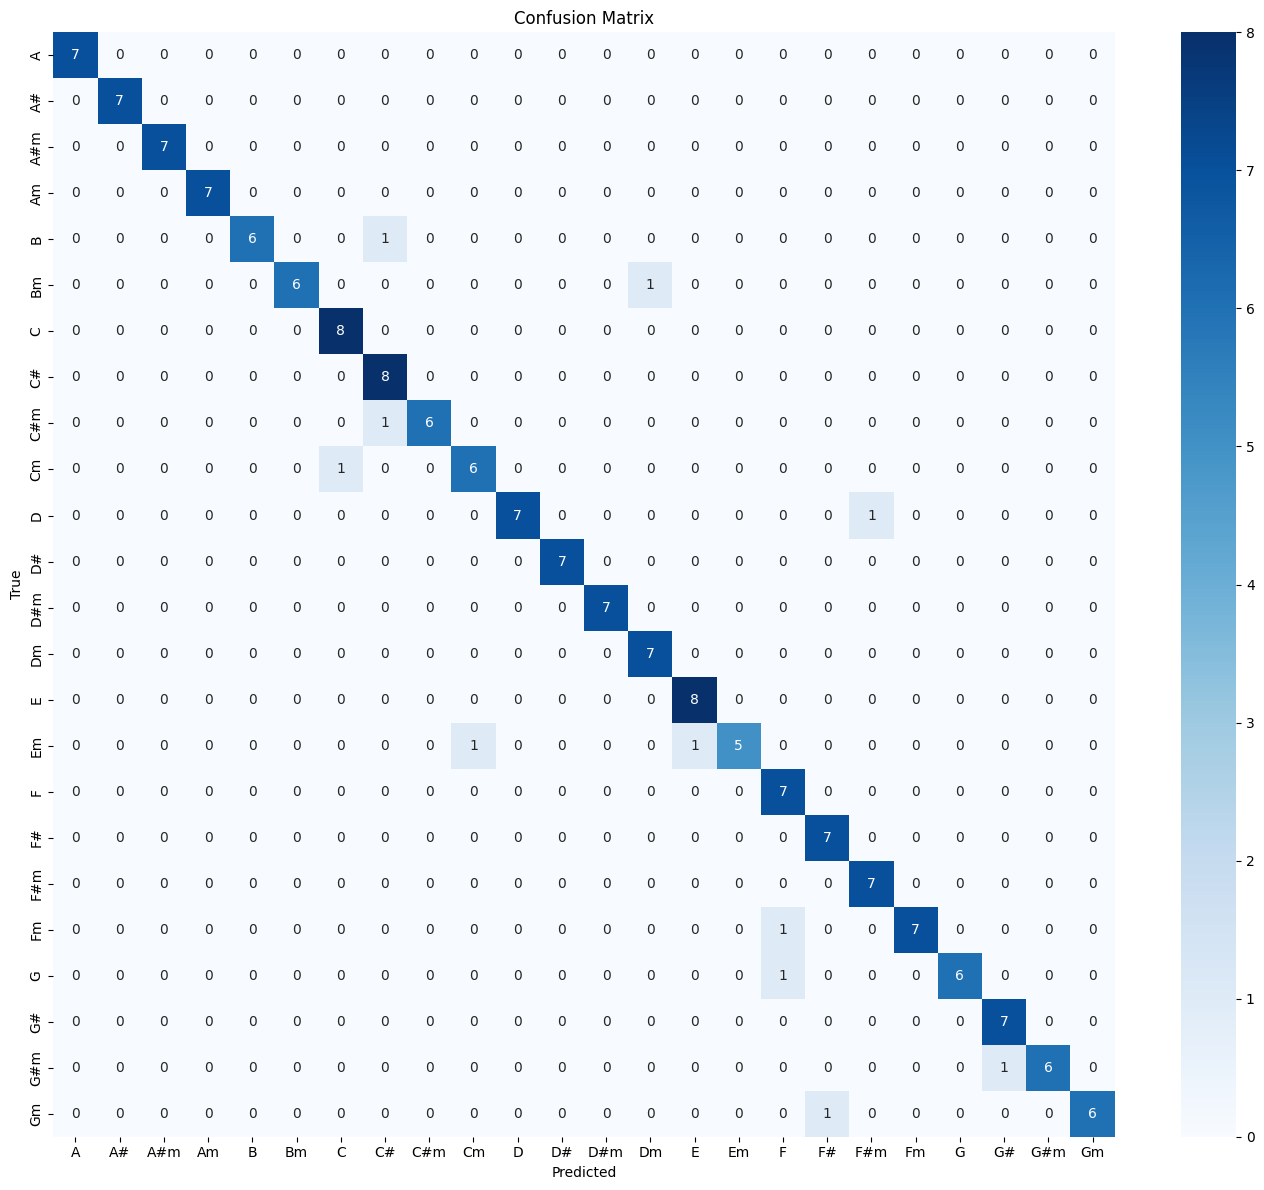 Confusion Matrix
A 7 0 0 0 0 0 0 0 0 0 0 0 0 0 0 0 0 0 0 0 0 0 0 0
A# 0 7 0 0 0 0 0 0 0 0 0 0 0 0 0 0 0 0 0 0 0 0 0 0
A#m 0 0 7 0 0 0 0 0 0 0 0 0 0 0 0 0 0 0 0 0 0 0 0 0
Am 0 0 0 7 0 0 0 0 0 0 0 0 0 0 0 0 0 0 0 0 0 0 0 0
B 0 0 0 0 6 0 0 1 0 0 0 0 0 0 0 0 0 0 0 0 0 0 0 0
Bm 0 0 0 0 0 6 0 0 0 0 0 0 0 1 0 0 0 0 0 0 0 0 0 0
C 0 0 0 0 0 0 8 0 0 0 0 0 0 0 0 0 0 0 0 0 0 0 0 0
C# 0 0 0 0 0 0 0 8 0 0 0 0 0 0 0 0 0 0 0 0 0 0 0 0
C#m 0 0 0 0 0 0 0 1 6 0 0 0 0 0 0 0 0 0 0 0 0 0 0 0
Cm 0 0 0 0 0 0 1 0 0 6 0 0 0 0 0 0 0 0 0 0 0 0 0 0
D 0 0 0 0 0 0 0 0 0 0 7 0 0 0 0 0 0 0 1 0 0 0 0 0
D# 0 0 0 0 0 0 0 0 0 0 0 7 0 0 0 0 0 0 0 0 0 0 0 0
D#m 0 0 0 0 0 0 0 0 0 0 0 0 7 0 0 0 0 0 0 0 0 0 0 0
Dm 0 0 0 0 0 0 0 0 0 0 0 0 0 7 0 0 0 0 0 0 0 0 0 0
E 0 0 0 0 0 0 0 0 0 0 0 0 0 0 8 0 0 0 0 0 0 0 0 0
Em 0 0 0 0 0 0 0 0 0 1 0 0 0 0 1 5 0 0 0 0 0 0 0 0
F 0 0 0 0 0 0 0 0 0 0 0 0 0 0 0 0 7 0 0 0 0 0 0 0
F# 0 0 0 0 0 0 0 0 0 0 0 0 0 0 0 0 0 7 0 0 0 0 0 0
F#m 0 0 0 0 0 0 0 0 0 0 0 0 0 0 0 0 0 0 7 0 0 0 0 0
Fm 0 0 0 0 0 0 0 0 0 0 0 0 0 0 0 0 1 0 0 7 0 0 0 0
G 0 0 0 0 0 0 0 0 0 0 0 0 0 0 0 0 1 0 0 0 6 0 0 0
G# 0 0 0 0 0 0 0 0 0 0 0 0 0 0 0 0 0 0 0 0 0 7 0 0
G#m 0 0 0 0 0 0 0 0 0 0 0 0 0 0 0 0 0 0 0 0 0 1 6 0
Gm 0 0 0 0 0 0 0 0 0 0 0 0 0 0 0 0 0 1 0 0 0 0 0 6
A A# A#m Am B Bm C C# C#m Cm D D# D#m Dm E Em F F# F#m Fm G G# G#m Gm
Predicted
True
8
7
6
5
4
3
2
1
0